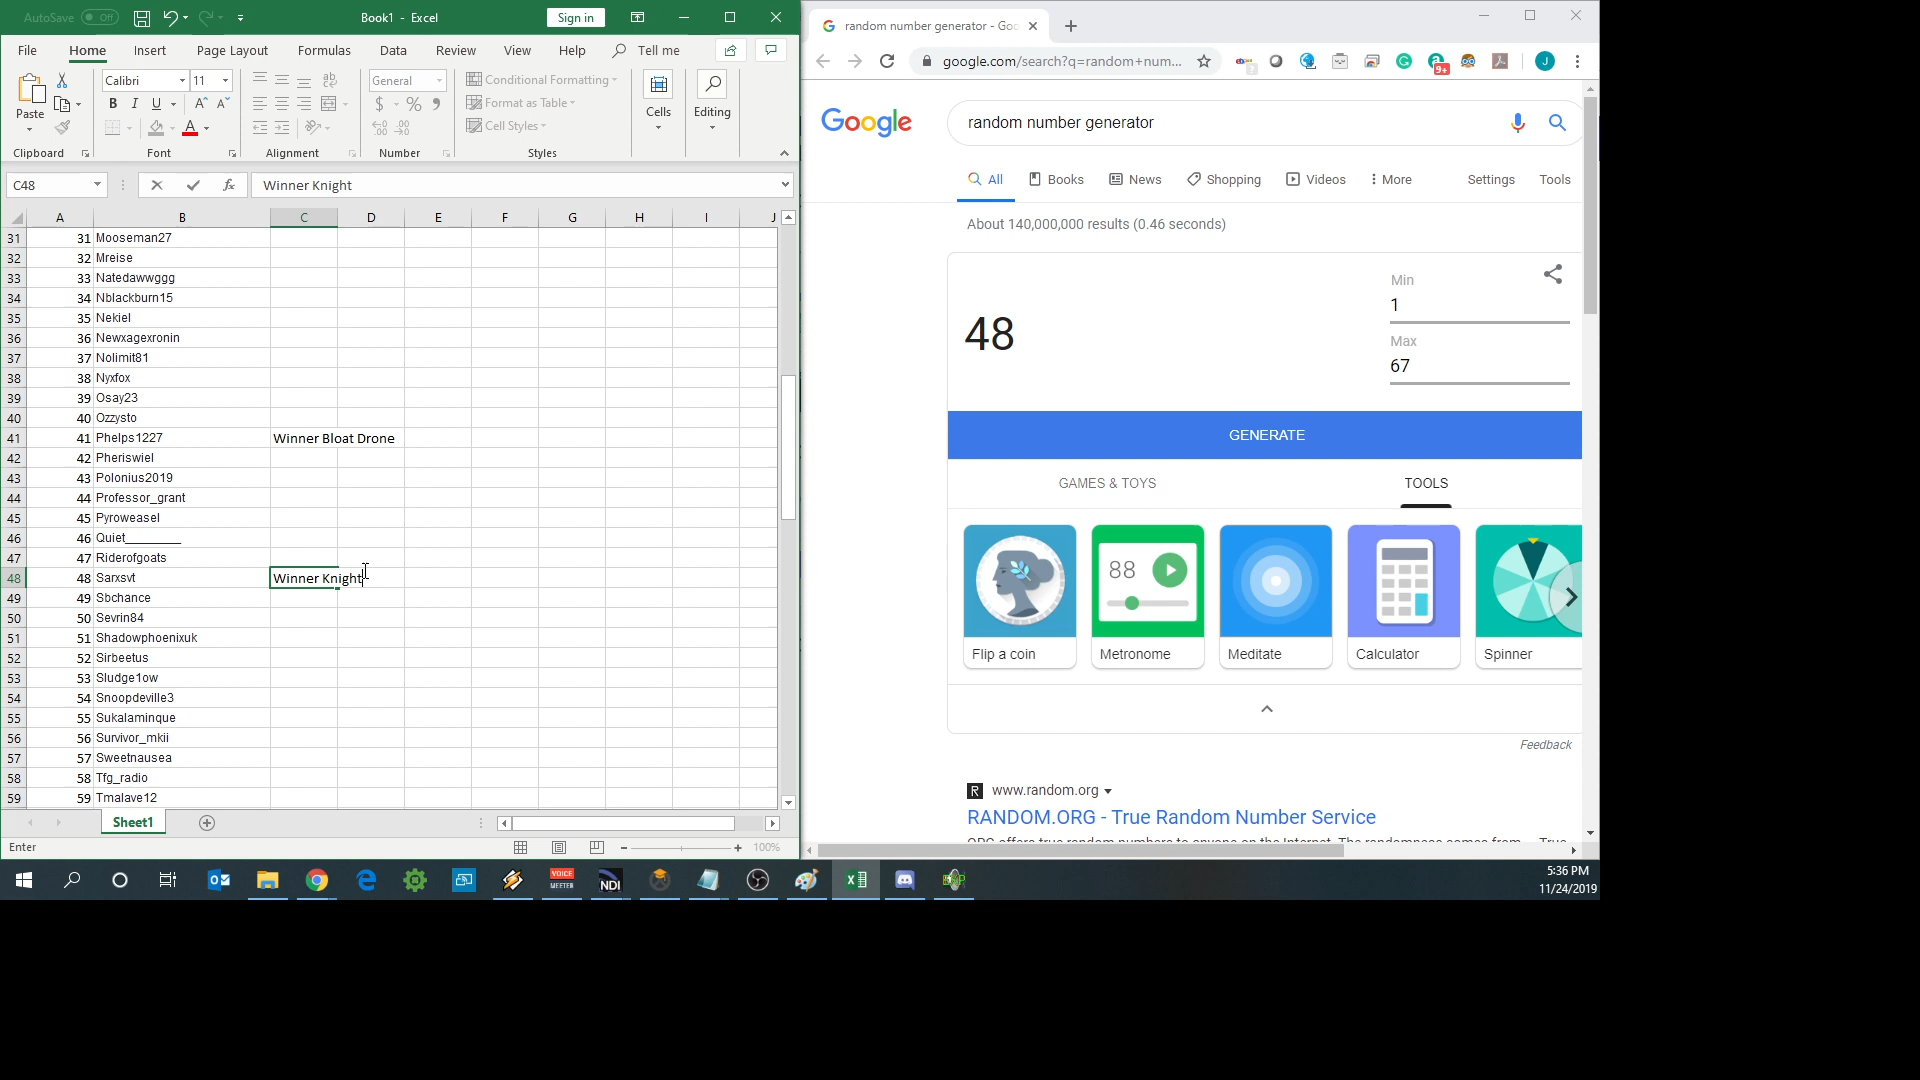 AutoSave Off
Book1 - Excel
Sign in
File
Home
Insert
Page Layout
Formulas
Data
Review
View
Help
Tell me
Paste
Calibri
11
B I U
General
$ % ,
Conditional Formatting
Format as Table
Cell Styles
Cells
Editing
Clipboard
Font
Alignment
Number
Styles
C48
fx
Winner Knight
A B C D E F G H I J
31 31 Mooseman27
32 32 Mreise
33 33 Natedawwggg
34 34 Nblackburn15
35 35 Nekiel
36 36 Newxagexronin
37 37 Nolimit81
38 38 Nyxfox
39 39 Osay23
40 40 Ozzysto
41 41 Phelps1227 Winner Bloat Drone
42 42 Pheriswiel
43 43 Polonius2019
44 44 Professor_grant
45 45 Pyroweasel
46 46 Quiet_________
47 47 Riderofgoats
48 48 Sarxsvt Winner Knight
49 49 Sbchance
50 50 Sevrin84
51 51 Shadowphoenixuk
52 52 Sirbeetus
53 53 Sludge1ow
54 54 Snoopdeville3
55 55 Sukalaminque
56 56 Survivor_mkii
57 57 Sweetnausea
58 58 Tfg_radio
59 59 Tmalave12
Sheet1
Enter
100%
random number generator - Goo
google.com/search?q=random+num...
9+
J
Google
random number generator
All
Books
News
Shopping
Videos
More
Settings
Tools
About 140,000,000 results (0.46 seconds)
48
Min
1
Max
67
GENERATE
GAMES & TOYS
TOOLS
88
Flip a coin
Metronome
Meditate
Calculator
Spinner
Feedback
R www.random.org
RANDOM.ORG - True Random Number Service
VOICE
MEETER
NDI
5:36 PM
11/24/2019